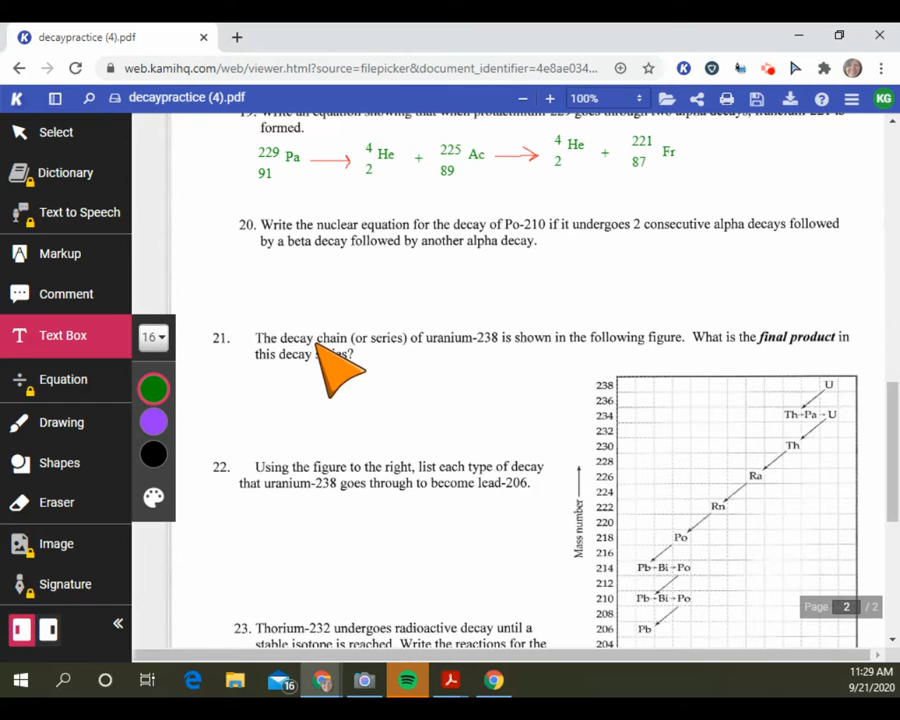 decaypractice (4).pdf
web.kamihq.com/web/viewer.html?source=filepicker&document_identifier=4e8ae034...
decaypractice (4).pdf
100%
KG
Select
Dictionary
Text to Speech
Markup
Comment
Text Box
16
Equation
Drawing
Shapes
Eraser
Image
Signature
formed.
229 91 Pa → 4 2 He + 225 89 Ac → 4 2 He + 221 87 Fr
20. Write the nuclear equation for the decay of Po-210 if it undergoes 2 consecutive alpha decays followed
by a beta decay followed by another alpha decay.
21. The decay chain (or series) of uranium-238 is shown in the following figure. What is the final product in
this decay
22. Using the figure to the right, list each type of decay
that uranium-238 goes through to become lead-206.
23. Thorium-232 undergoes radioactive decay until a
stable isotope is reached. Write the reactions for the
Mass number
238
236
234
232
230
228
226
224
222
220
218
216
214
212
210
208
206
204
U
Th→Pa→U
Th
Ra
Rn
Po
Pb→Bi→Po
Pb→Bi→Po
Pb
Page 2 / 2
16
11:29 AM
9/21/2020